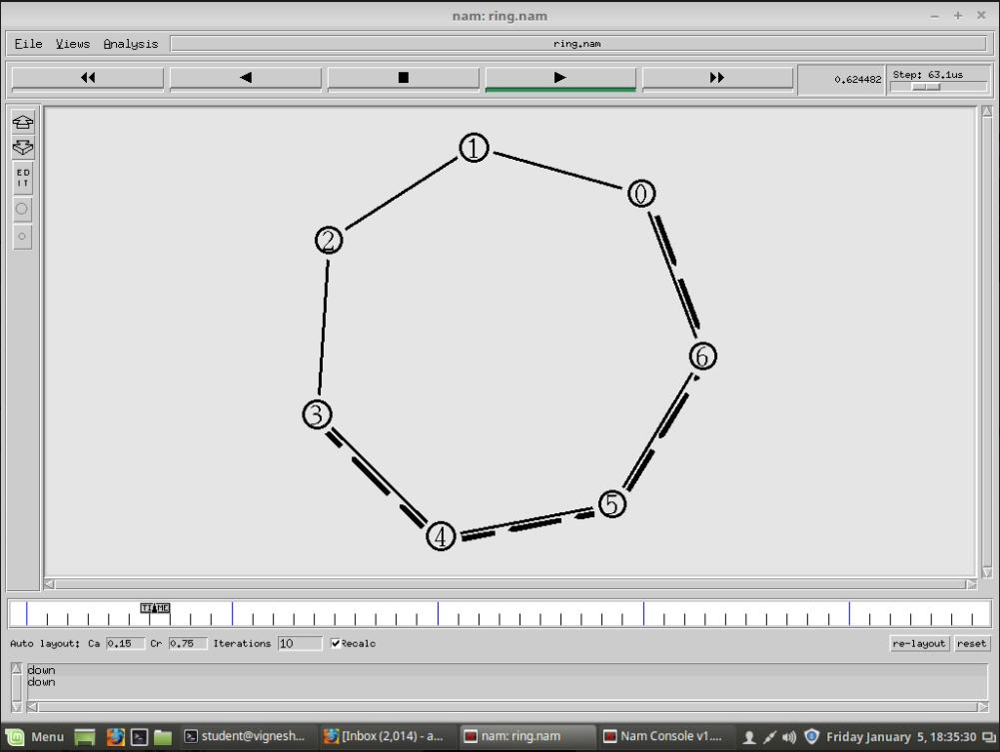 nam: ring.nam
File Views Analysis ring.nam
0.624482 Step: 63.1us
ED
IT
1
0
2
6
3
5
4
TIME
Auto layout: Ca 0.15 Cr 0.75 Iterations 10 Recalc re-layout reset
down
down
Menu student@vignesh... [Inbox (2,014) - a... nam: ring.nam Nam Console v1.... Friday January 5, 18:35:30